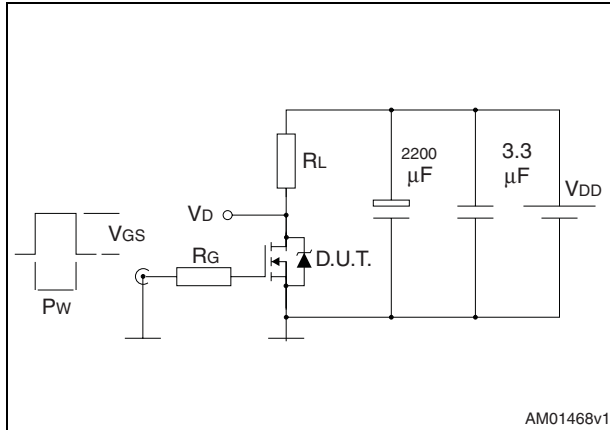 RL
2200
μF
3.3
μF
VDD
VD
VGS
RG
D.U.T.
PW
AM01468v1